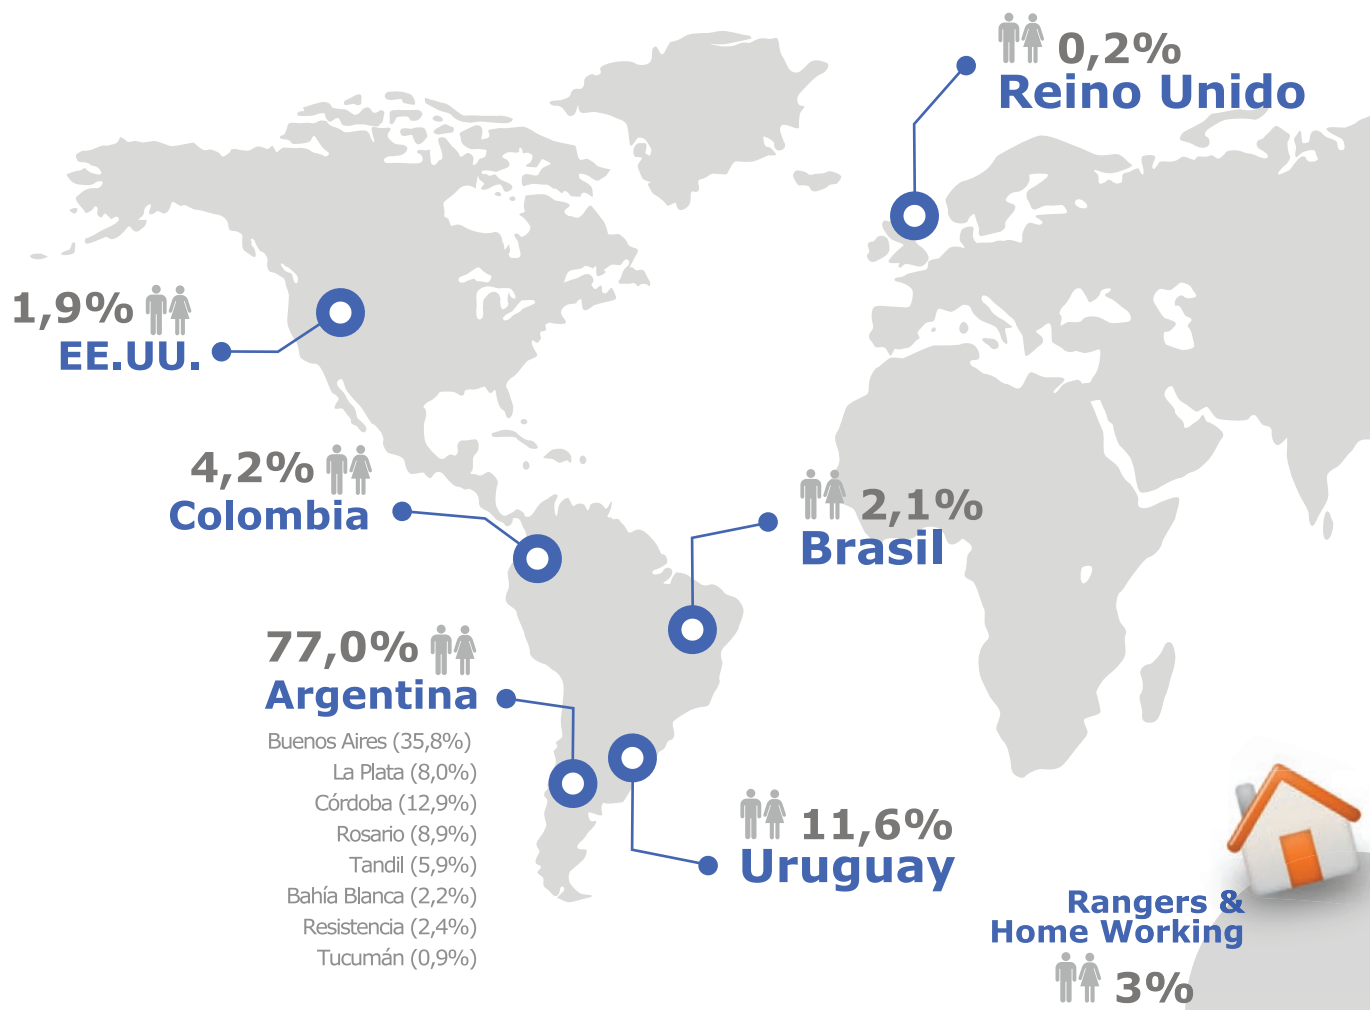 0,2%
Reino Unido
1,9%
EE.UU.
4,2%
Colombia
2,1%
Brasil
77,0%
Argentina
Buenos Aires (35,8%)
La Plata (8,0%)
Córdoba (12,9%)
Rosario (8,9%)
Tandil (5,9%)
Bahía Blanca (2,2%)
Resistencia (2,4%)
Tucumán (0,9%)
11,6%
Uruguay
Rangers &
Home Working
3%